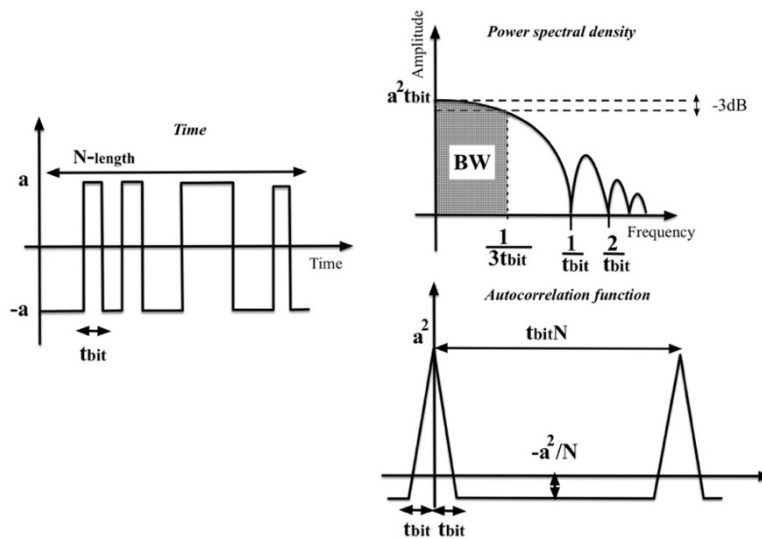 Time
N-length
a
Time
-a
tbit
Power spectral density
Amplitude
a²tbit
-3dB
BW
Frequency
1/3tbit
1/tbit
2/tbit
Autocorrelation function
a²
tbitN
-a²/N
tbit tbit